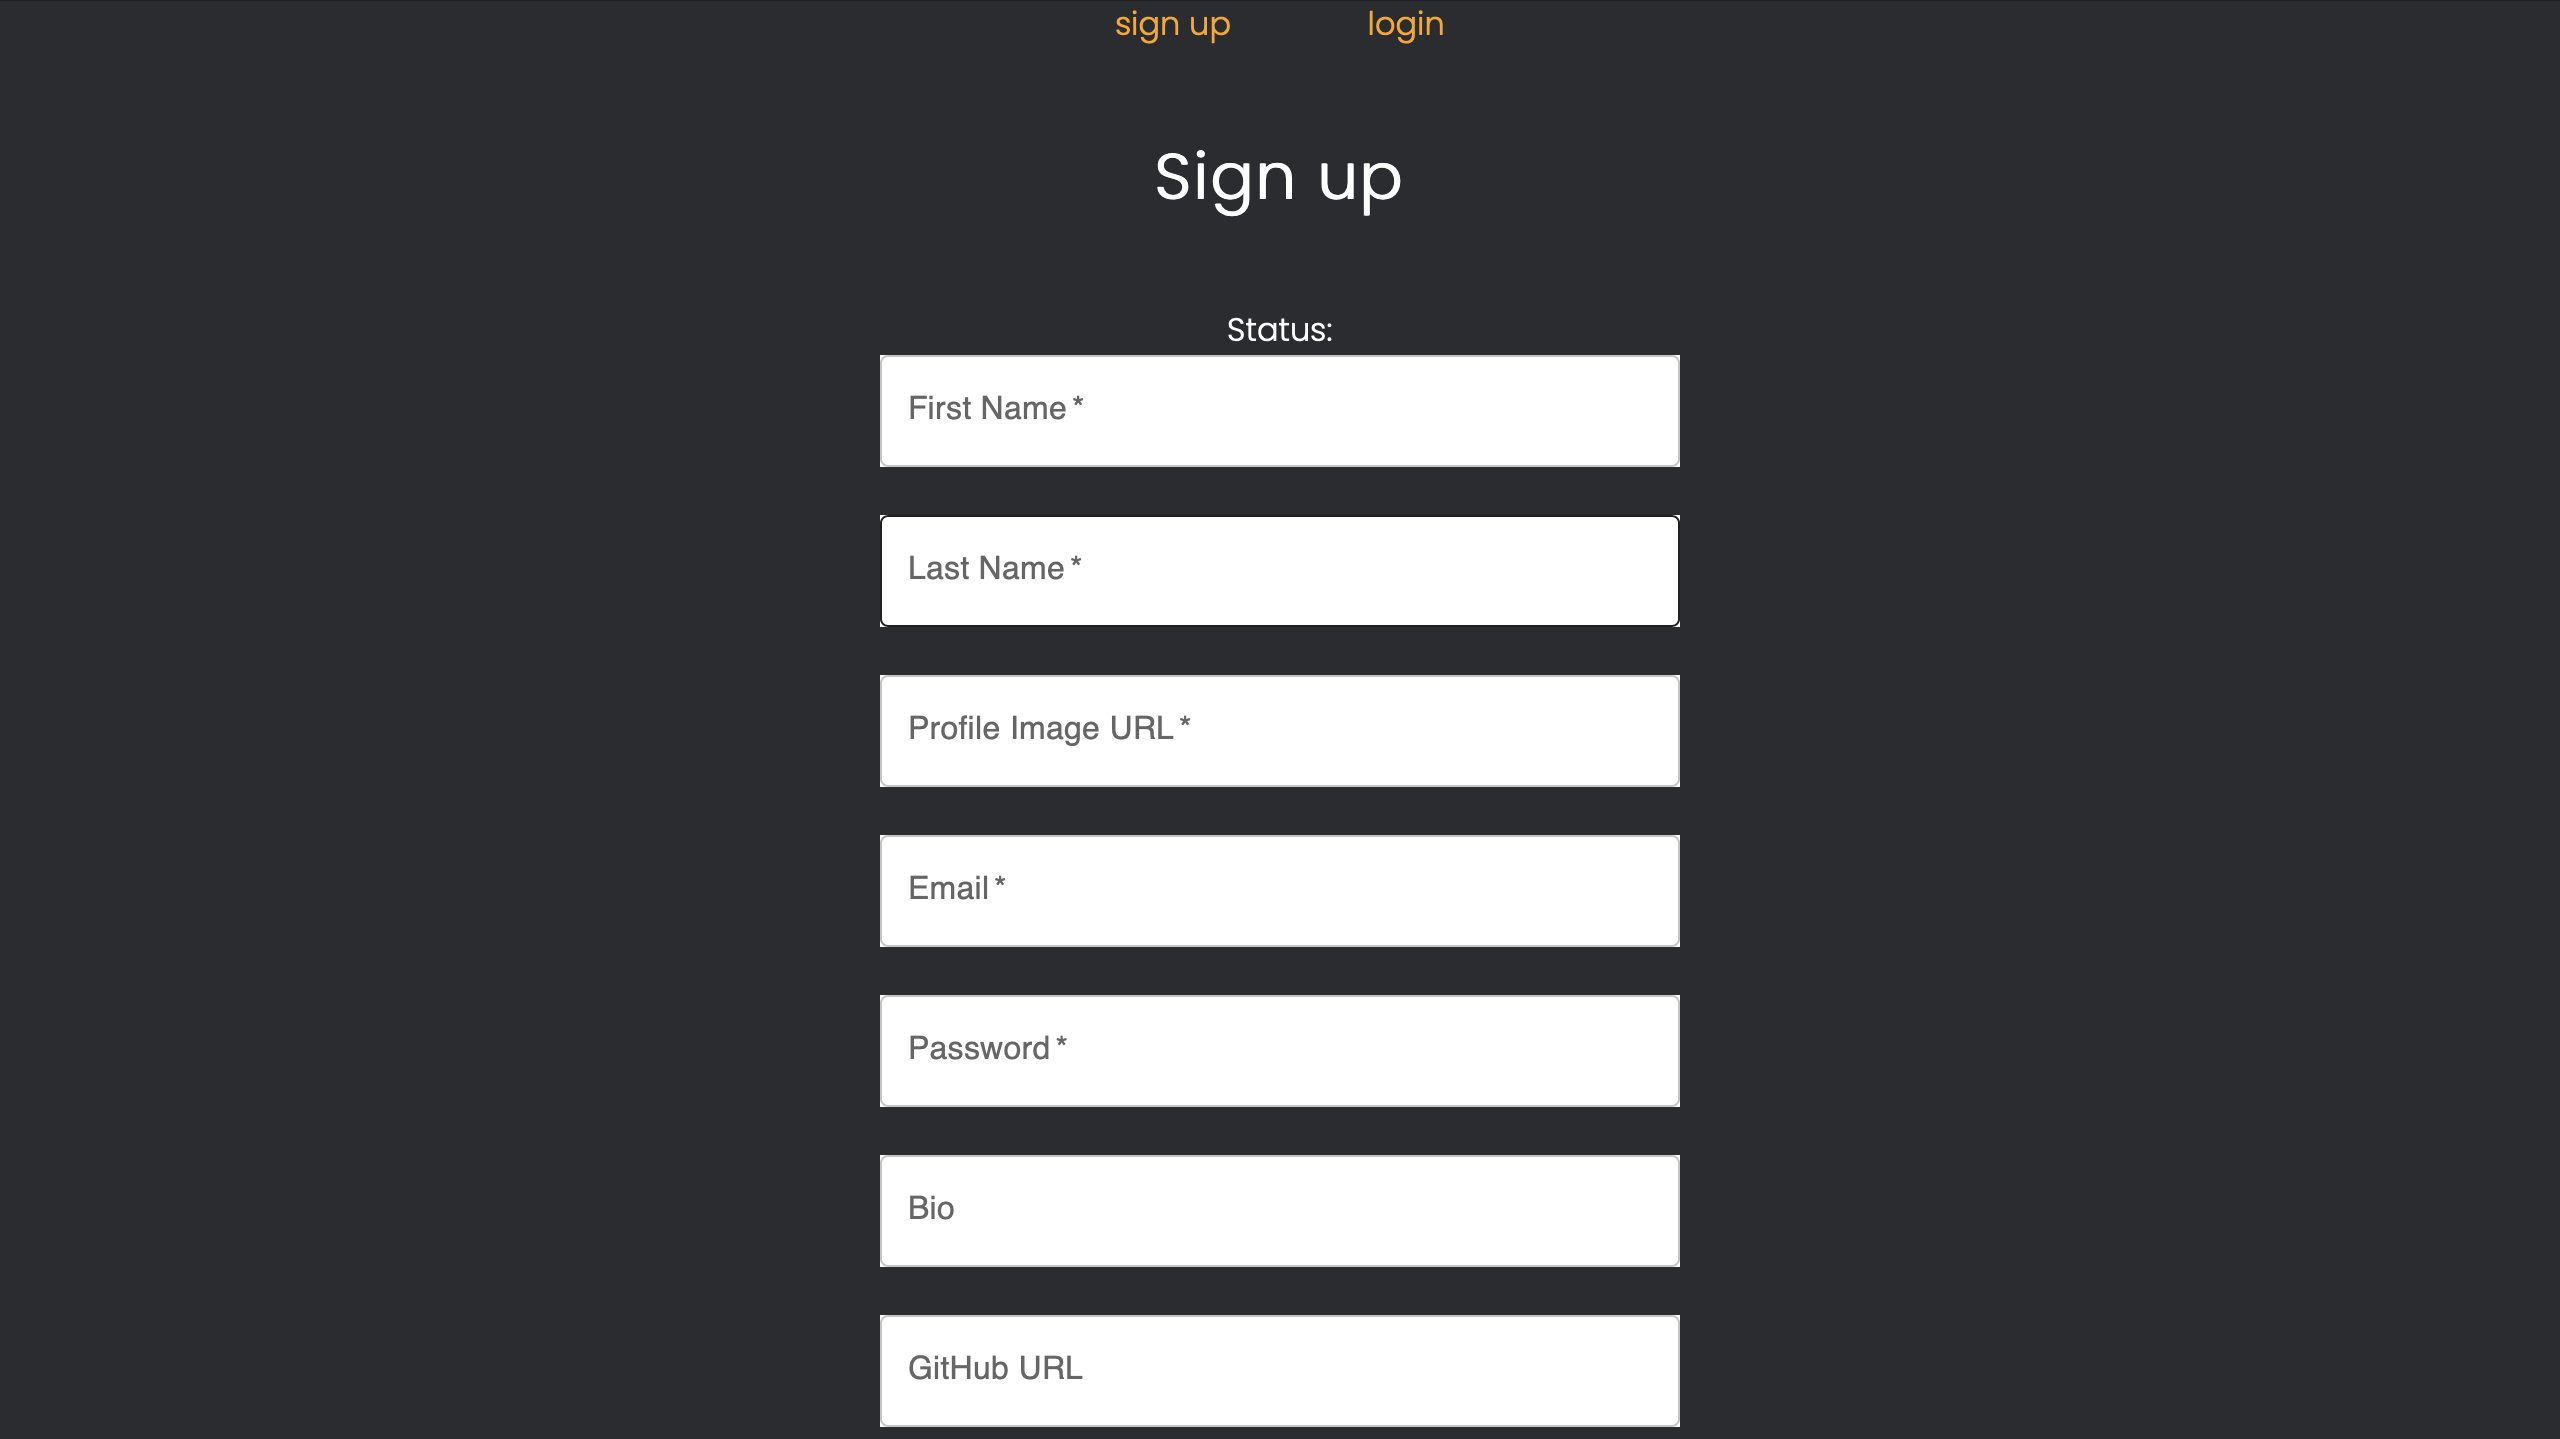 sign up login
Sign up
Status:
First Name *
Last Name *
Profile Image URL *
Email *
Password *
Bio
GitHub URL